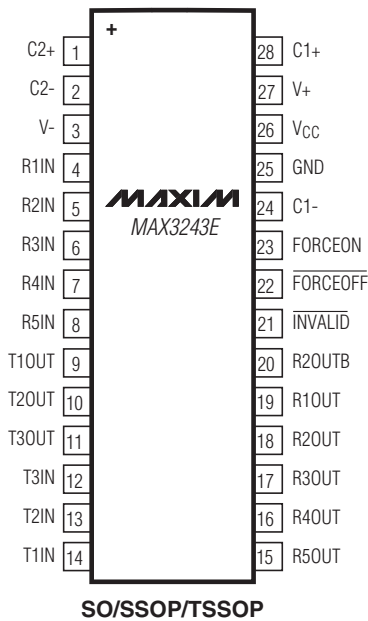 +
C2+ 1 28 C1+
C2- 2 27 V+
V- 3 26 VCC
R1IN 4 25 GND
R2IN 5 MAXIM 24 C1-
R3IN 6 MAX3243E 23 FORCEON
R4IN 7 22 FORCEOFF
R5IN 8 21 INVALID
T1OUT 9 20 R2OUTB
T2OUT 10 19 R1OUT
T3OUT 11 18 R2OUT
T3IN 12 17 R3OUT
T2IN 13 16 R4OUT
T1IN 14 15 R5OUT
SO/SSOP/TSSOP